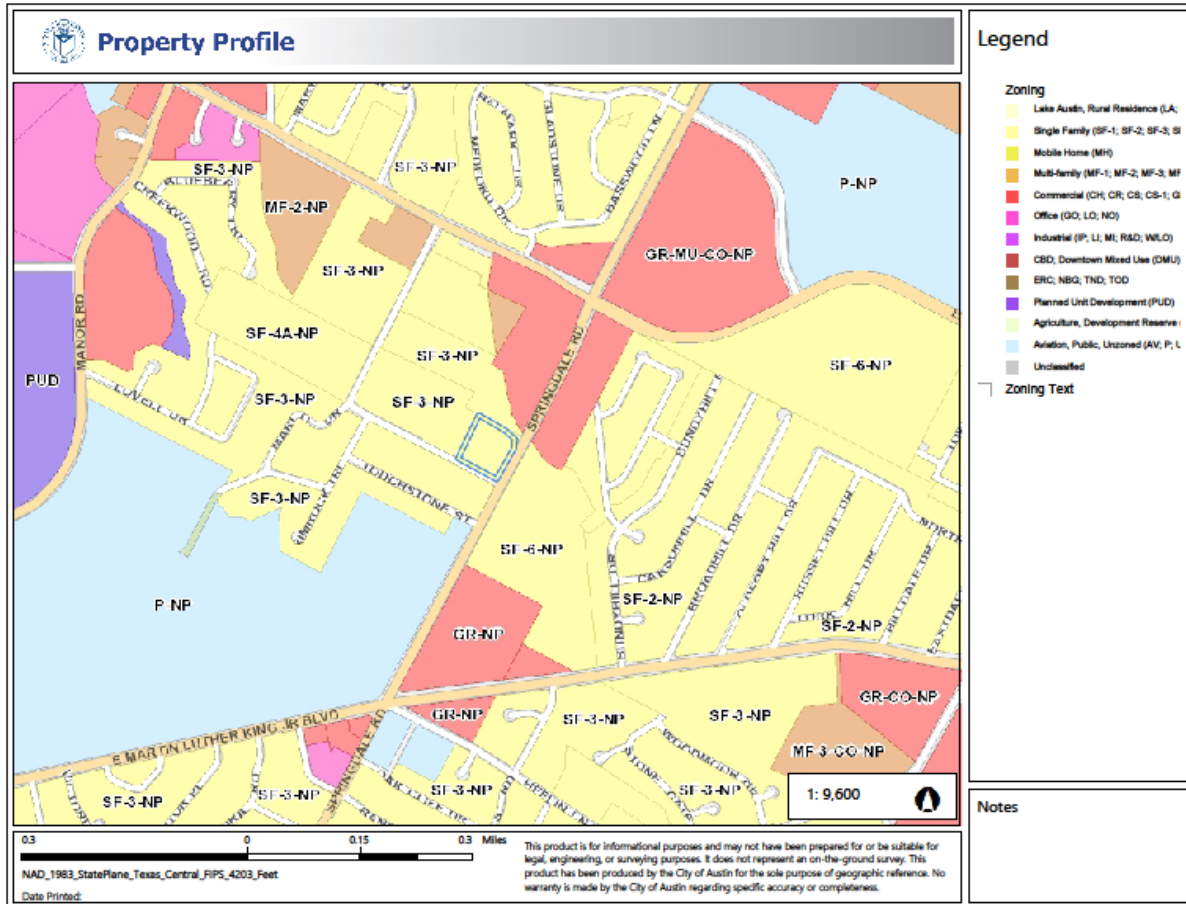 Property Profile
Legend
Zoning
Lake Austin, Rural Residence (LA;
Single Family (SF-1; SF-2; SF-3; SF
Mobile Home (MH)
Multi-family (MF-1; MF-2; MF-3; MF
Commercial (CH; CR; CS; CS-1; G
Office (GO; LO; NO)
Industrial (IP; LI; MI; R&D; W/LO)
CBD; Downtown Mixed Use (DMU)
ERC; NBG; TND; TOD
Planned Unit Development (PUD)
Agriculture, Development Reserve
Aviation, Public, Unzoned (AV; P; U
Unclassified
Zoning Text
SF-3-NP
SF-3-NP
P-NP
MF-2-NP
CREEKWOOD RD
GLADSTONE DR
GR-MU-CO-NP
SF-3-NP
SF-4A-NP
MANOR RD
SF-3-NP
SPRINGDALE RD
SF-6-NP
PUD
LOVELL DR
SF-3-NP
SF-3-NP
TOUCHSTONE ST
SF-3-NP
SF-6-NP
BROADHILL DR
SF-2-NP
SF-2-NP
P-NP
GR-NP
GR-CO-NP
GR-NP
SF-3-NP
SF-3-NP
E MARTIN LUTHER KING JR BLVD
SPRINGDALE RD
MF-3-CO-NP
SF-3-NP
SF-3-NP
SF-3-NP
SF-3-NP
1: 9,600
Notes
0.3
0
0.15
0.3 Miles
NAD_1983_StatePlane_Texas_Central_FIPS_4203_Feet
Date Printed:
This product is for informational purposes and may not have been prepared for or be suitable for
legal, engineering, or surveying purposes. It does not represent an on-the-ground survey. This
product has been produced by the City of Austin for the sole purpose of geographic reference. No
warranty is made by the City of Austin regarding specific accuracy or completeness.